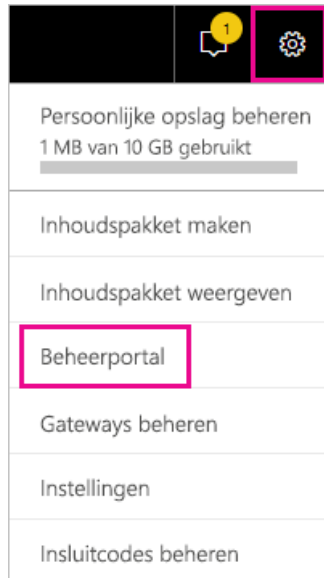 1
Persoonlijke opslag beheren
1 MB van 10 GB gebruikt
Inhoudspakket maken
Inhoudspakket weergeven
Beheerportal
Gateways beheren
Instellingen
Insluitcodes beheren